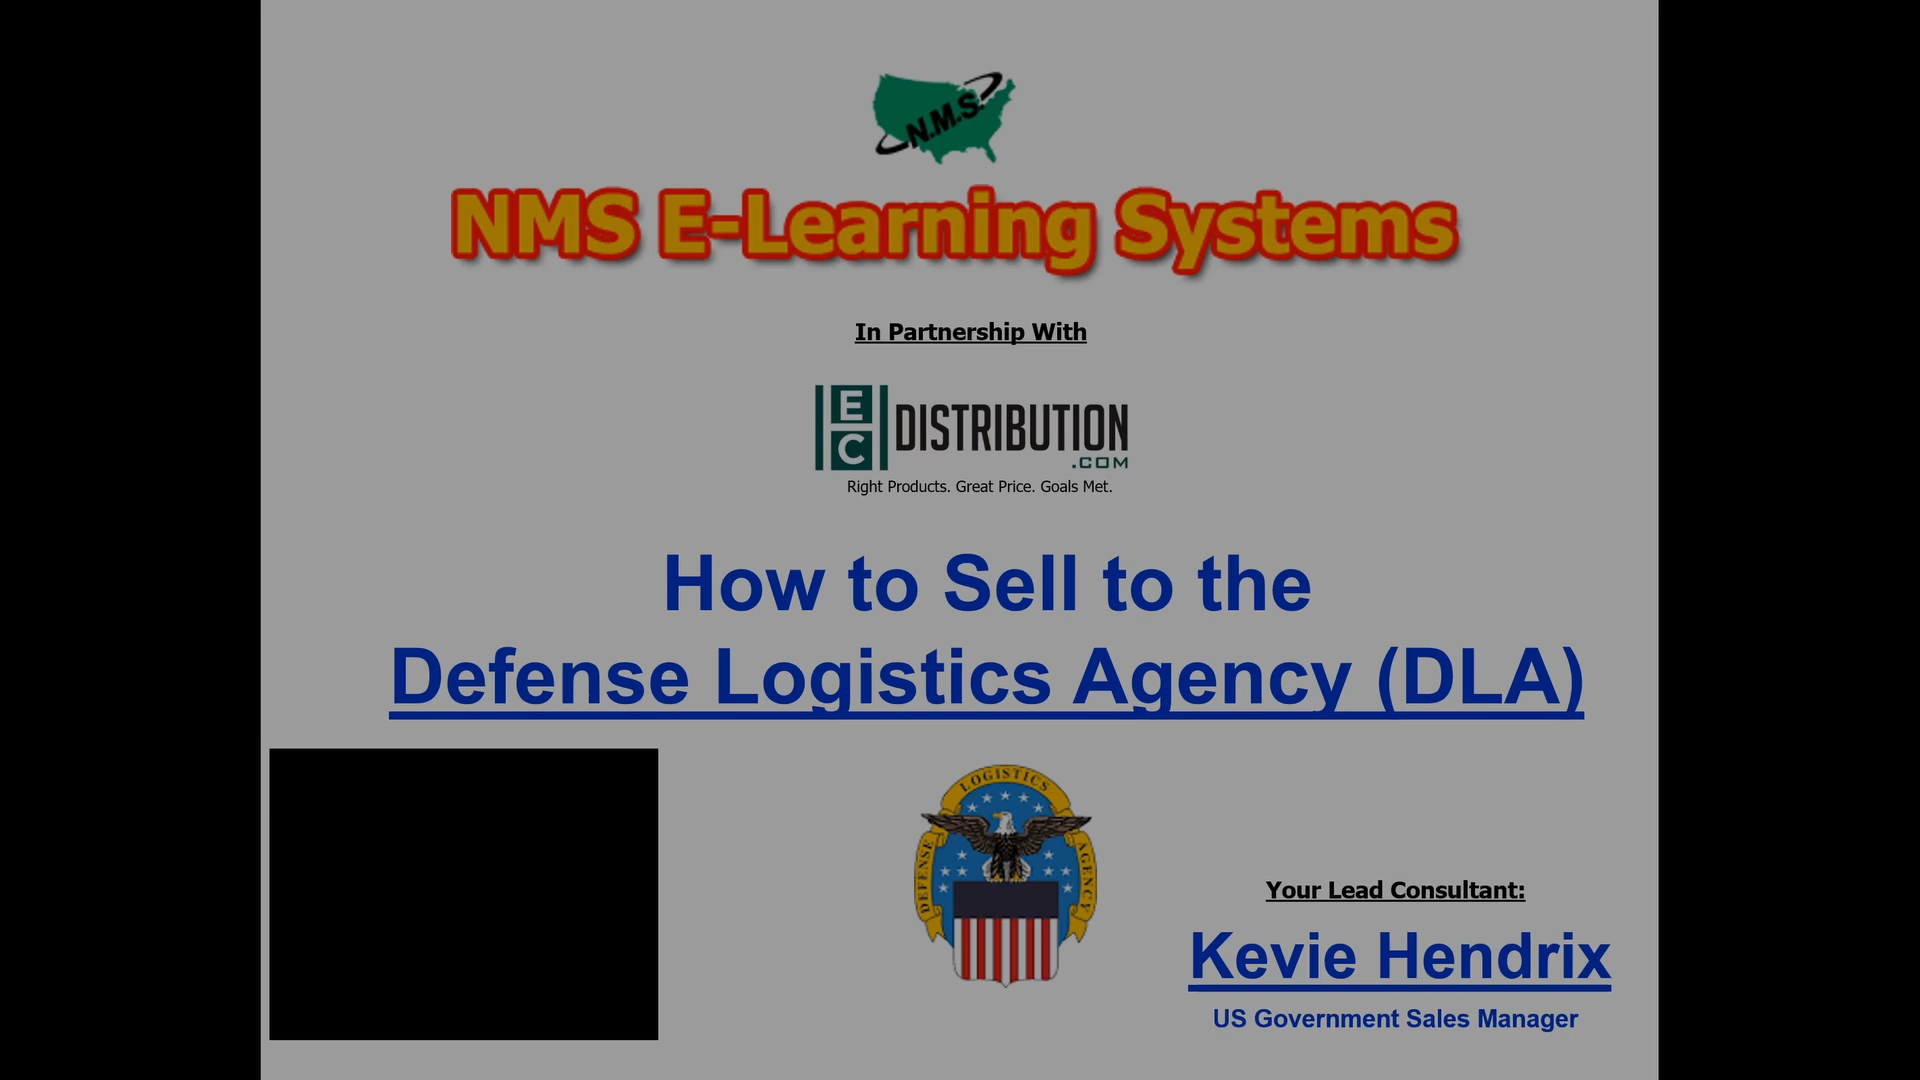 N.M.S.
NMS E-Learning Systems
In Partnership With
EC DISTRIBUTION
.COM
Right Products. Great Price. Goals Met.
How to Sell to the
Defense Logistics Agency (DLA)
DEFENSE LOGISTICS AGENCY
Your Lead Consultant:
Kevie Hendrix
US Government Sales Manager